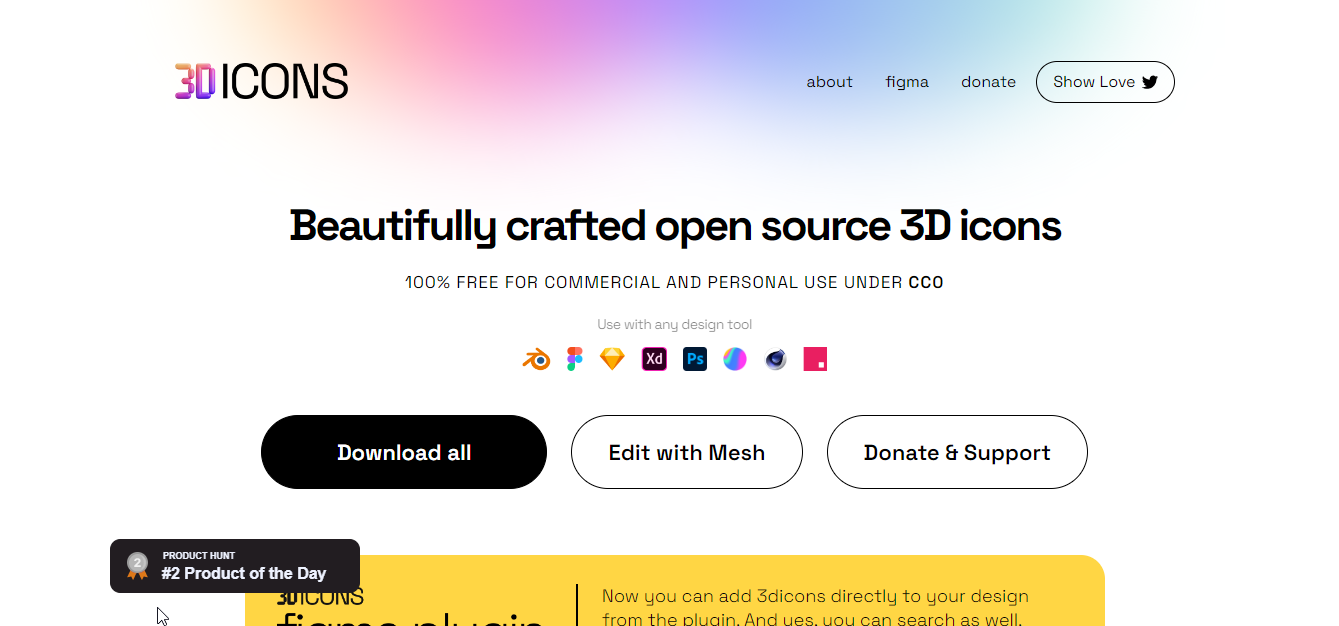 3D ICONS
about figma donate Show Love
Beautifully crafted open source 3D icons
100% FREE FOR COMMERCIAL AND PERSONAL USE UNDER CC0
Use with any design tool
Xd Ps
Download all Edit with Mesh Donate & Support
2 PRODUCT HUNT
#2 Product of the Day
3DICONS
figma plugin
Now you can add 3dicons directly to your design
from the plugin. And yes, you can search as well.